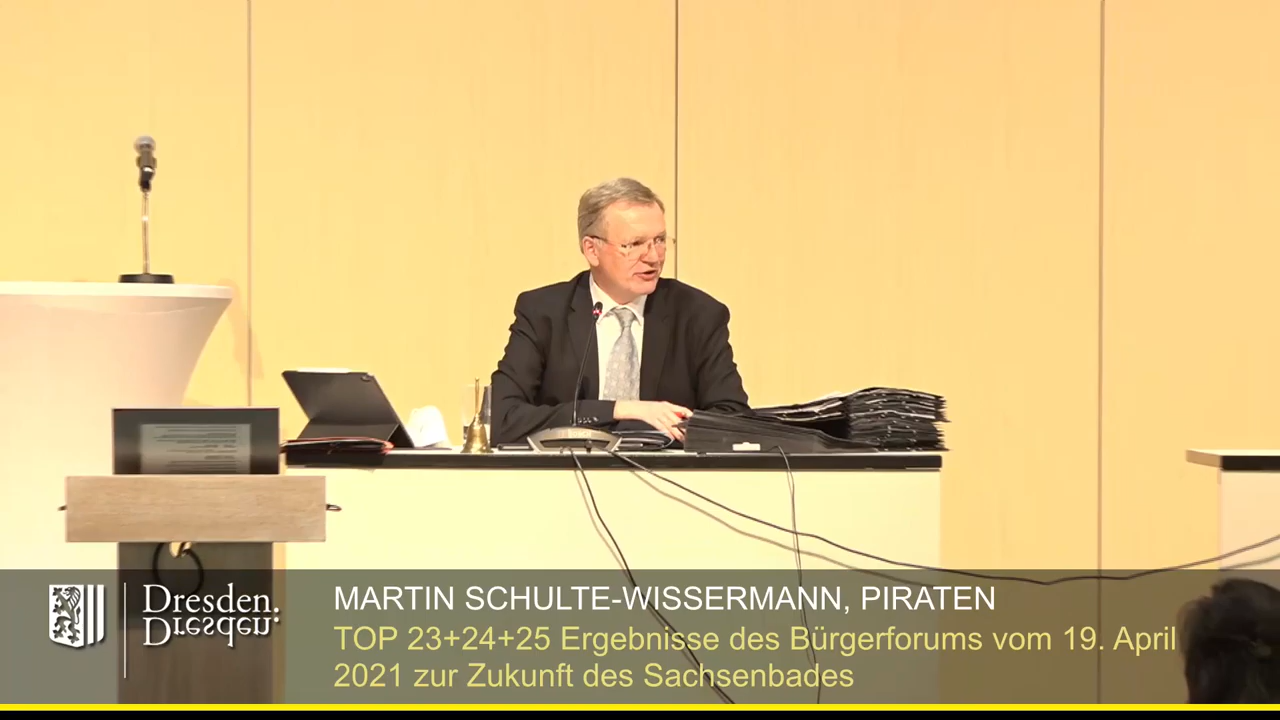 Dresden.
Dresden.
MARTIN SCHULTE-WISSERMANN, PIRATEN
TOP 23+24+25 Ergebnisse des Bürgerforums vom 19. April
2021 zur Zukunft des Sachsenbades